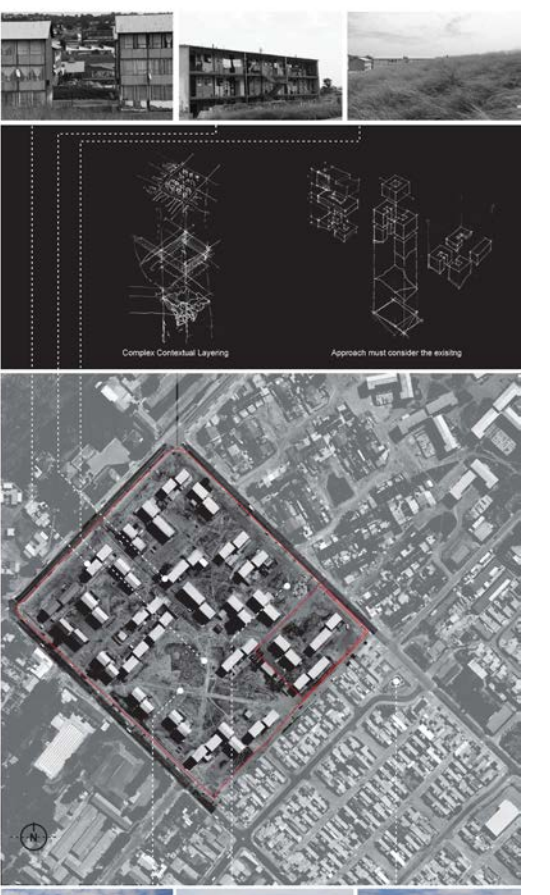 Complex Contextual Layering
Approach must consider the exisitng
N